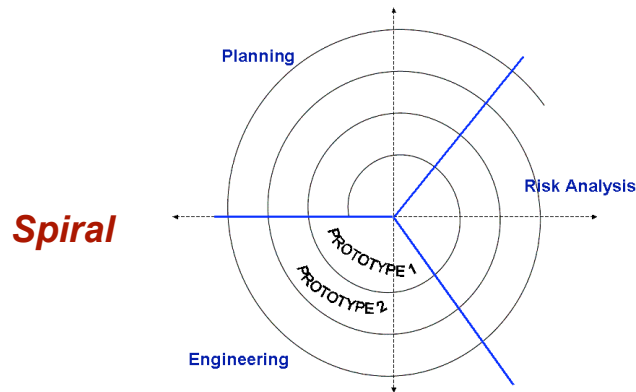 Planning
Risk Analysis
Spiral
PROTOTYPE 1
PROTOTYPE 2
Engineering